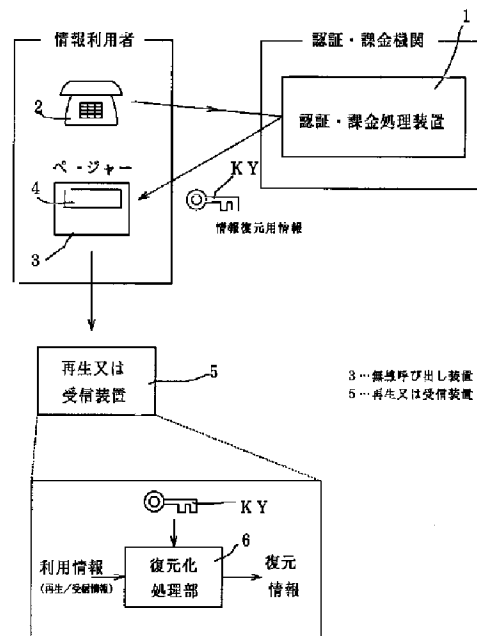 情報利用者
認証・課金機関
1
2
認証・課金処理装置
ページャー
4
KY
3
情報復元用情報
再生又は
受信装置
5
3…無線呼び出し装置
5…再生又は受信装置
KY
6
利用情報
(再生/受信情報)
復元化
処理部
復元
情報